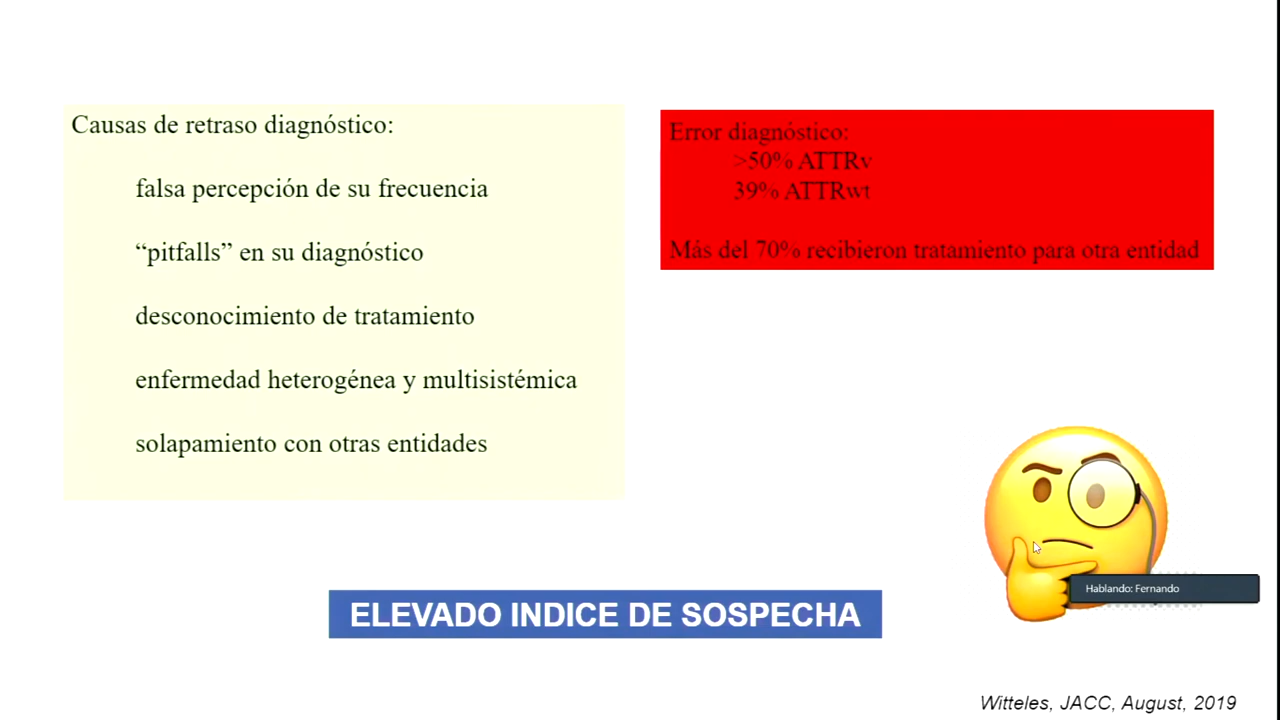 Causas de retraso diagnóstico:
falsa percepción de su frecuencia
“pitfalls” en su diagnóstico
desconocimiento de tratamiento
enfermedad heterogénea y multisistémica
solapamiento con otras entidades
Error diagnóstico:
>50% ATTRv
39% ATTRwt
Más del 70% recibieron tratamiento para otra entidad
Hablando: Fernando
ELEVADO INDICE DE SOSPECHA
Witteles, JACC, August, 2019